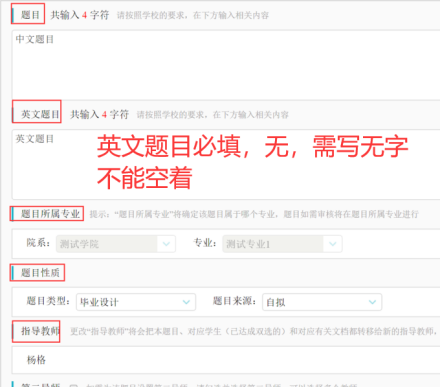 题目 共输入 4 字符 请按照学校的要求，在下方输入相关内容
中文题目
英文题目 共输入 4 字符 请按照学校的要求，在下方输入相关内容
英文题目
英文题目必填，无，需写无字
不能空着
题目所属专业 提示：“题目所属专业”将确定该题目属于哪个专业，题目如需审核将在题目所属专业进行
院系： 测试学院 专业： 测试专业1
题目性质
题目类型： 毕业设计 题目来源： 自拟
指导教师 更改“指导教师”将会把本题目、对应学生（已达成双选的）和对应有关文档都转移给新的指导教师。
杨格